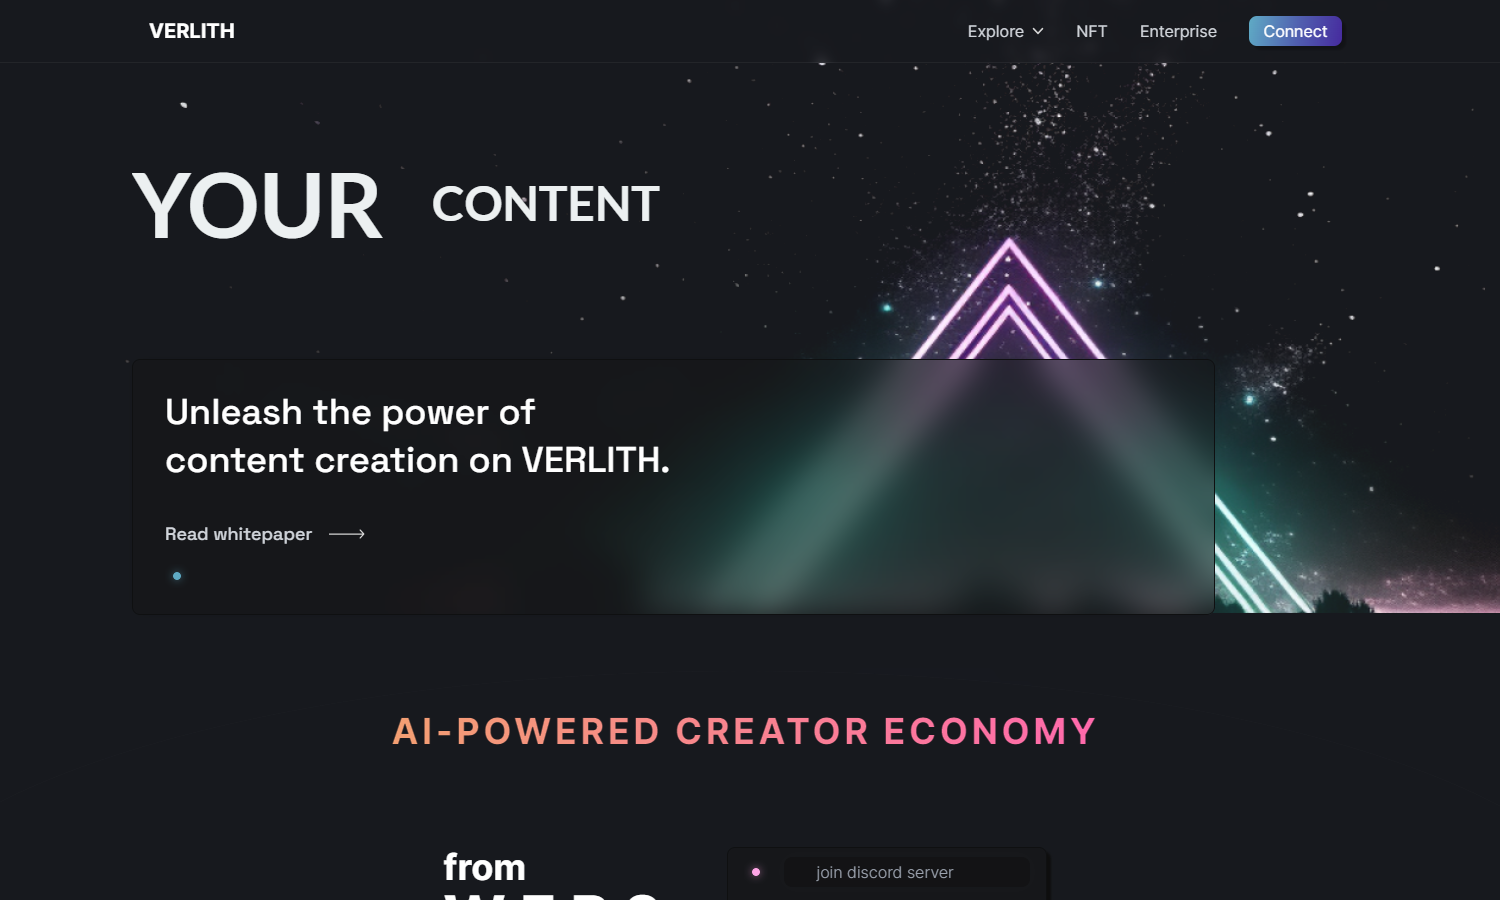 VERLITH
Explore
NFT
Enterprise
Connect
YOUR CONTENT
Unleash the power of
content creation on VERLITH.
Read whitepaper
AI-POWERED CREATOR ECONOMY
from
join discord server